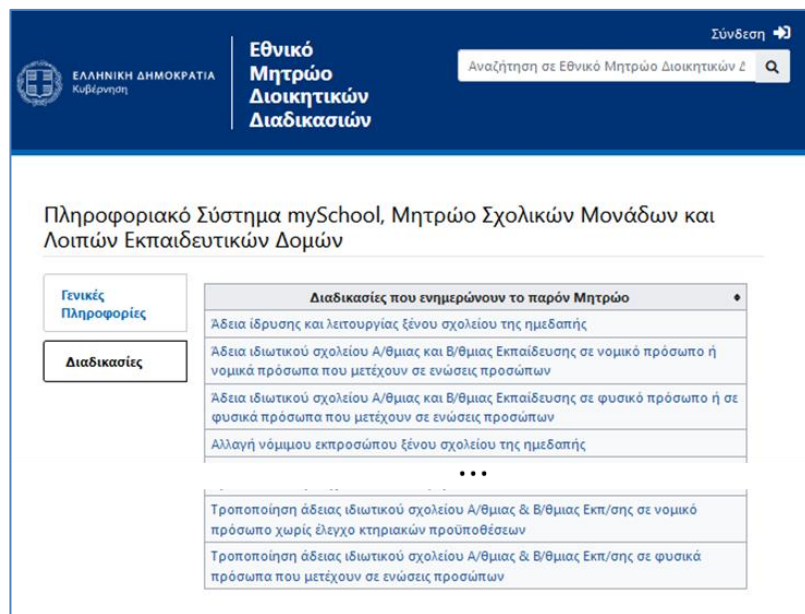 Σύνδεση
ΕΛΛΗΝΙΚΗ ΔΗΜΟΚΡΑΤΙΑ
Κυβέρνηση
Εθνικό
Μητρώο
Διοικητικών
Διαδικασιών
Αναζήτηση σε Εθνικό Μητρώο Διοικητικών Δ
Πληροφοριακό Σύστημα mySchool, Μητρώο Σχολικών Μονάδων και
Λοιπών Εκπαιδευτικών Δομών
Γενικές
Πληροφορίες
Διαδικασίες
Διαδικασίες που ενημερώνουν το παρόν Μητρώο
Άδεια ίδρυσης και λειτουργίας ξένου σχολείου της ημεδαπής
Άδεια ιδιωτικού σχολείου Α/θμιας και Β/θμιας Εκπαίδευσης σε νομικό πρόσωπο ή
νομικά πρόσωπα που μετέχουν σε ενώσεις προσώπων
Άδεια ιδιωτικού σχολείου Α/θμιας και Β/θμιας Εκπαίδευσης σε φυσικό πρόσωπο ή σε
φυσικά πρόσωπα που μετέχουν σε ενώσεις προσώπων
Αλλαγή νόμιμου εκπροσώπου ξένου σχολείου της ημεδαπής
...
Τροποποίηση άδειας ιδιωτικού σχολείου Α/θμιας & Β/θμιας Εκπ/σης σε νομικό
πρόσωπο χωρίς έλεγχο κτηριακών προϋποθέσεων
Τροποποίηση άδειας ιδιωτικού σχολείου Α/θμιας & Β/θμιας Εκπ/σης σε φυσικά
πρόσωπα που μετέχουν σε ενώσεις προσώπων